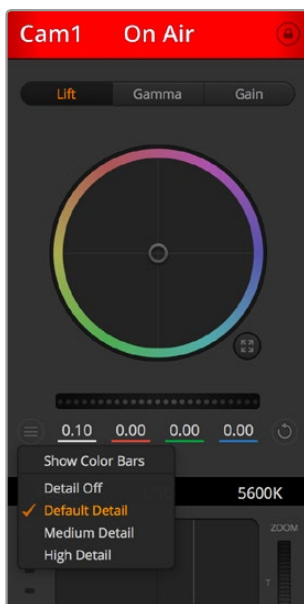 Cam1 On Air
Lift Gamma Gain
0.10 0.00 0.00 0.00
Show Color Bars
Detail Off
Default Detail
Medium Detail
High Detail
5600K
ZOOM
T